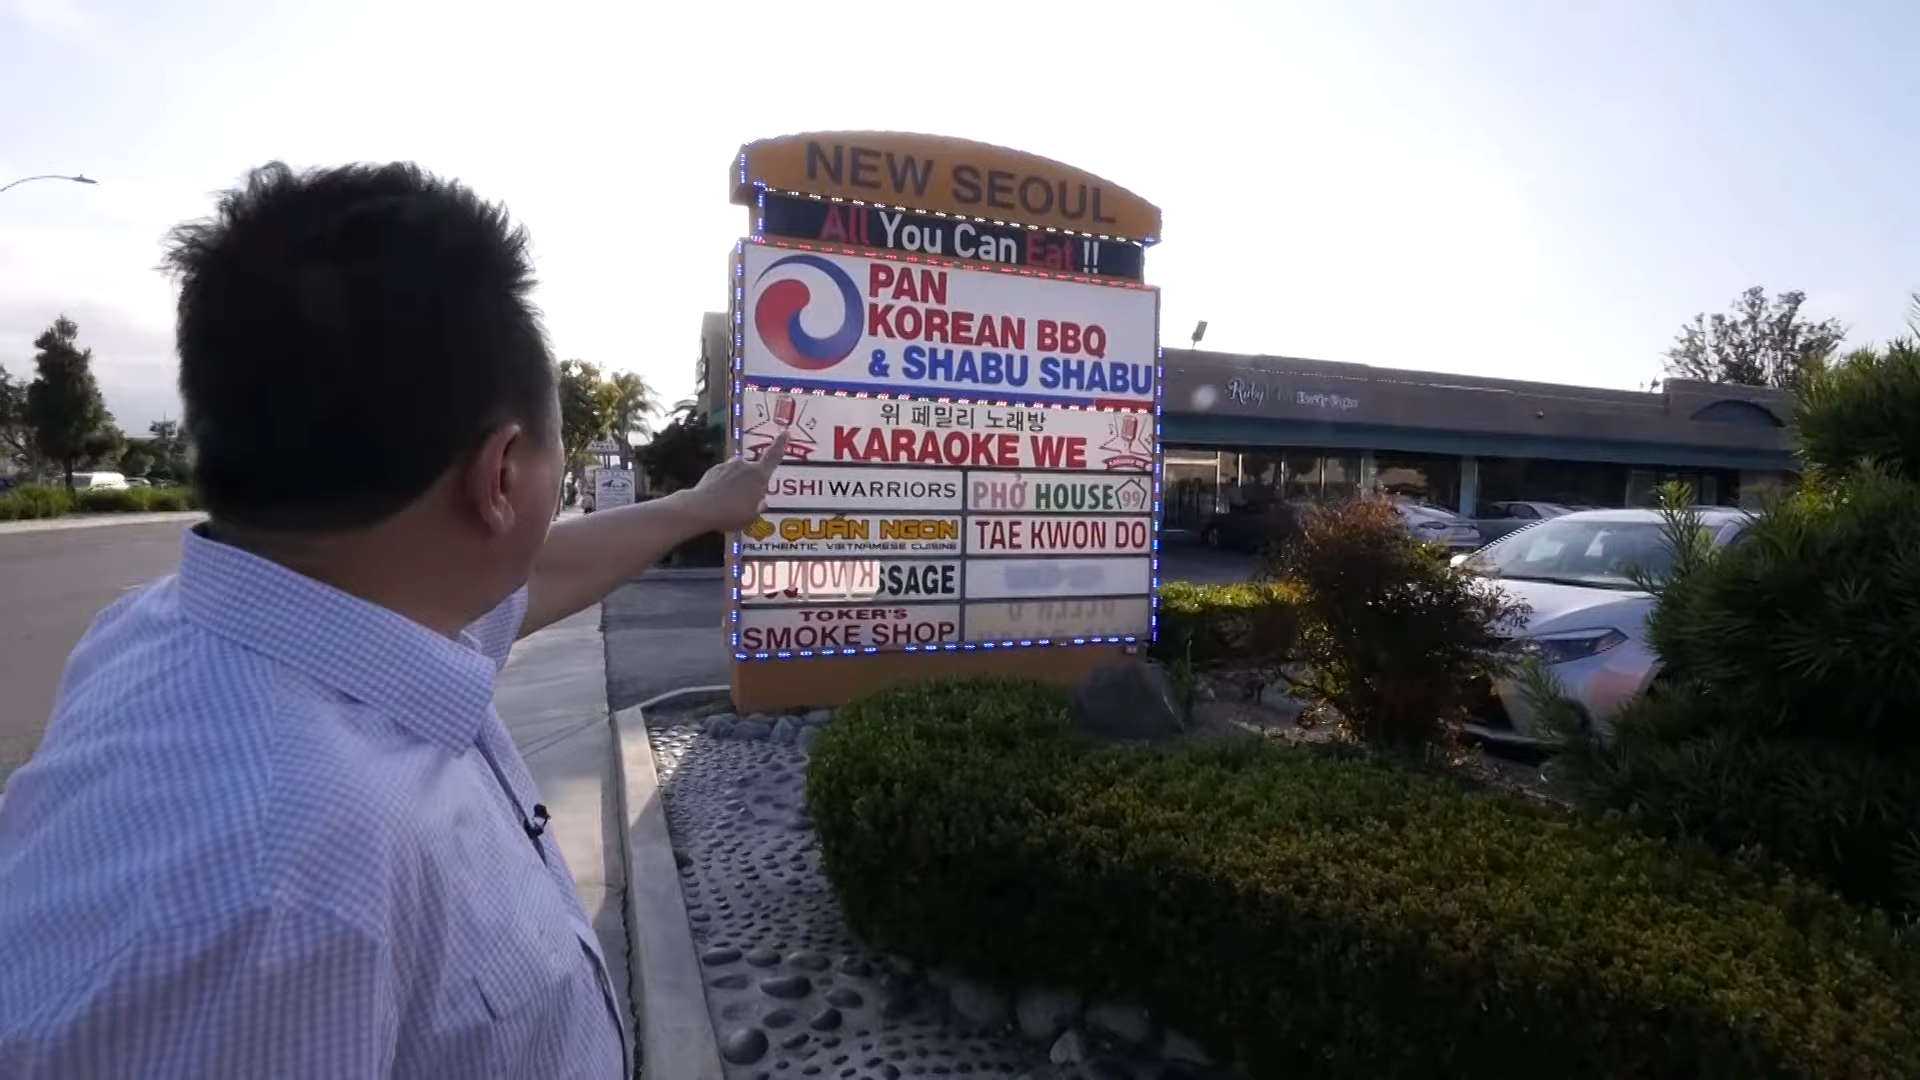 NEW SEOUL
All You Can Eat !!
PAN
KOREAN BBQ
& SHABU SHABU
위 페밀리 노래방
KARAOKE WE
USHI WARRIORS
PHỞ HOUSE 99
QUÁN NGON
AUTHENTIC VIETNAMESE CUISINE
TAE KWON DO
SSAGE
TOKER'S
SMOKE SHOP
Ruby